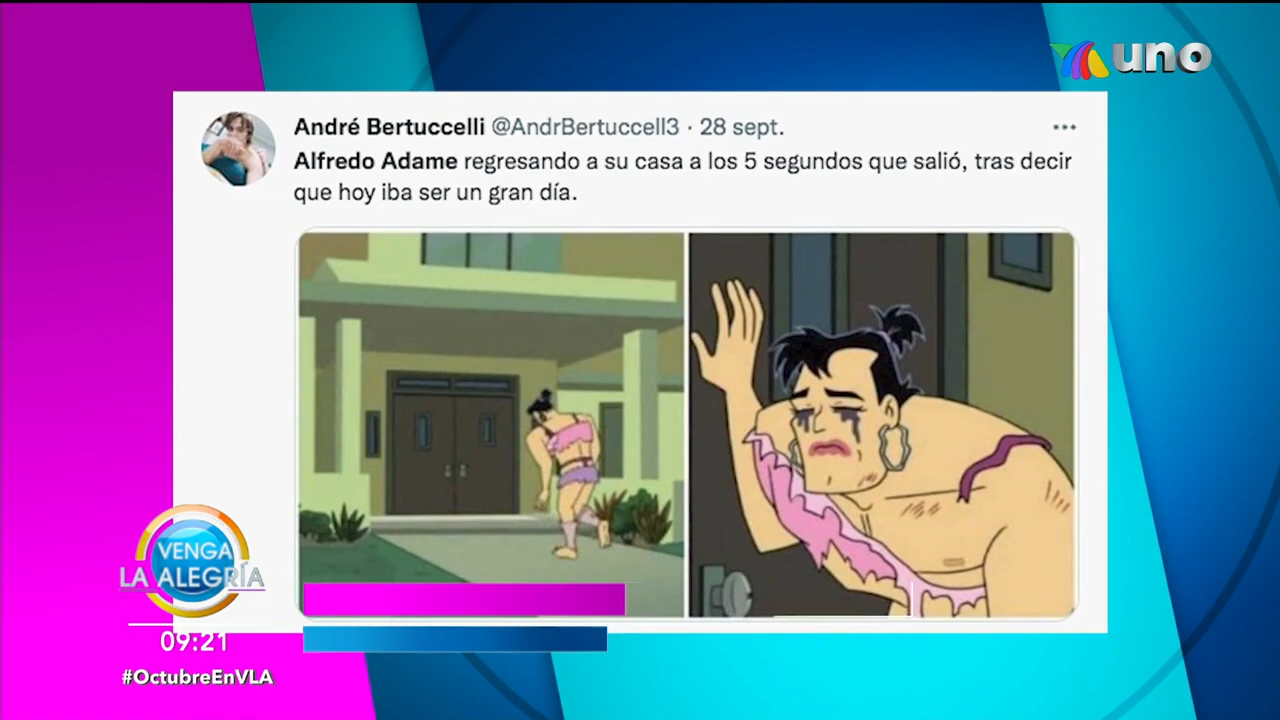 uno
André Bertuccelli @AndrBertuccell3 · 28 sept.
Alfredo Adame regresando a su casa a los 5 segundos que salió, tras decir
que hoy iba ser un gran día.
VENGA
LA ALEGRÍA
09:21
#OctubreEnVLA